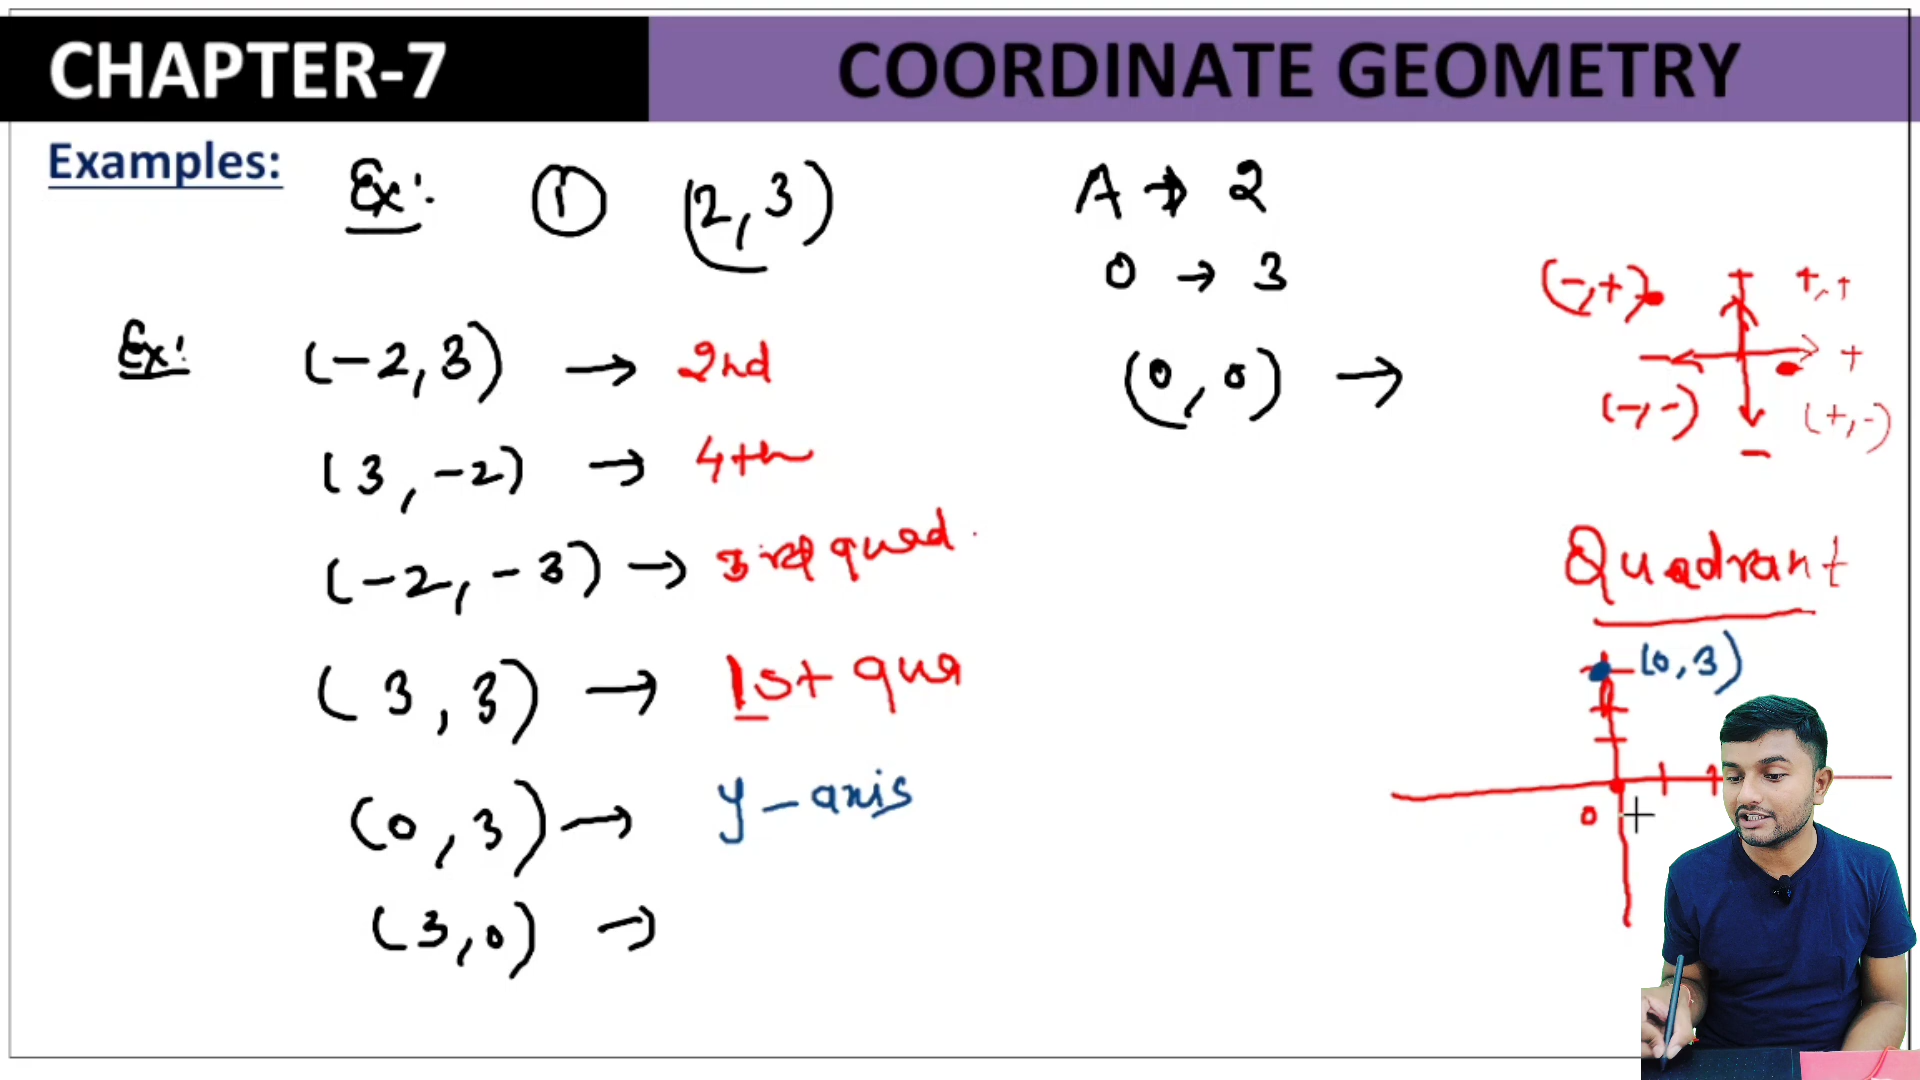 CHAPTER-7 COORDINATE GEOMETRY
Examples:
Ex: ① (2,3)
A → 2
O → 3
Ex: (-2,3) → 2nd
(3,-2) → 4th
(-2,-3) → 3rd quad.
(3,3) → 1st qua
(0,3) → y-axis
(3,0) →
(0,0) →
(-,+) + +,+
- +
(-,-) (+,-)
-
Quadrant
(0,3)
0